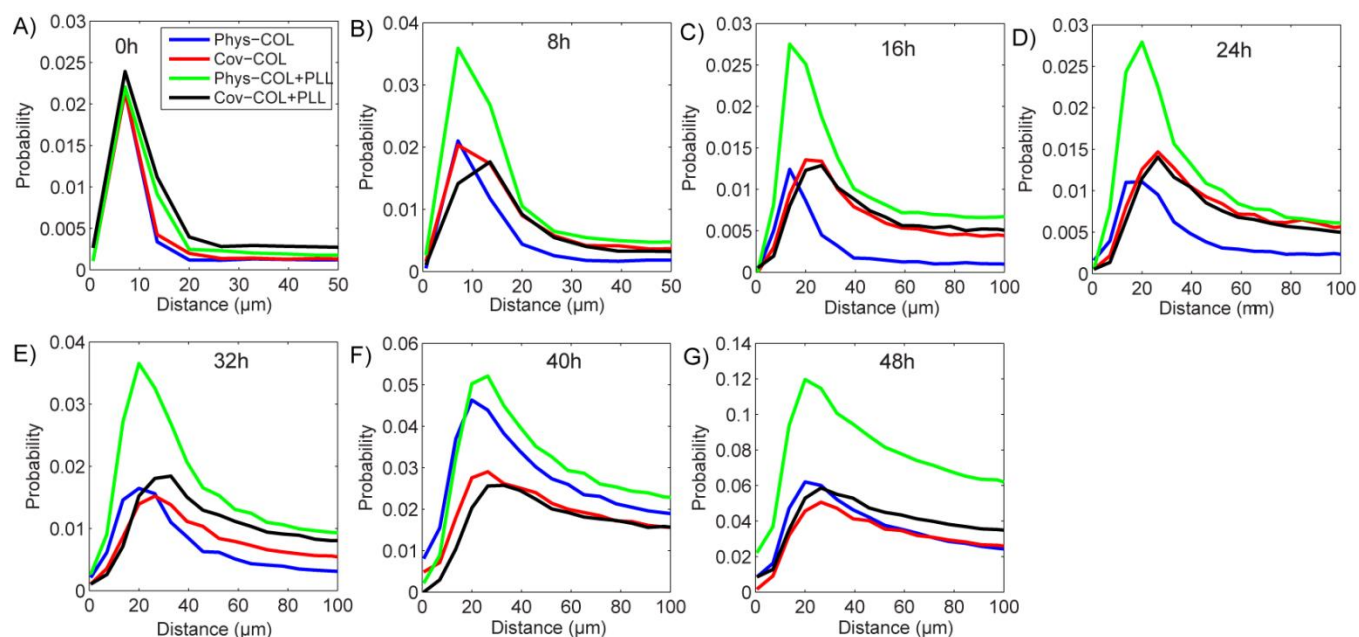 A)
0h
Phys-COL
Cov-COL
Phys-COL+PLL
Cov-COL+PLL
Probability
0.03
0.025
0.02
0.015
0.01
0.005
0
0 10 20 30 40 50
Distance (µm)
B)
8h
Probability
0.04
0.03
0.02
0.01
0
0 10 20 30 40 50
Distance (µm)
C)
16h
Probability
0.03
0.025
0.02
0.015
0.01
0.005
0
0 20 40 60 80 100
Distance (µm)
D)
24h
Probability
0.03
0.025
0.02
0.015
0.01
0.005
0
0 20 40 60 80 100
Distance (mm)
E)
32h
Probability
0.04
0.03
0.02
0.01
0
0 20 40 60 80 100
Distance (µm)
F)
40h
Probability
0.06
0.05
0.04
0.03
0.02
0.01
0
0 20 40 60 80 100
Distance (µm)
G)
48h
Probability
0.14
0.12
0.1
0.08
0.06
0.04
0.02
0
0 20 40 60 80 100
Distance (µm)